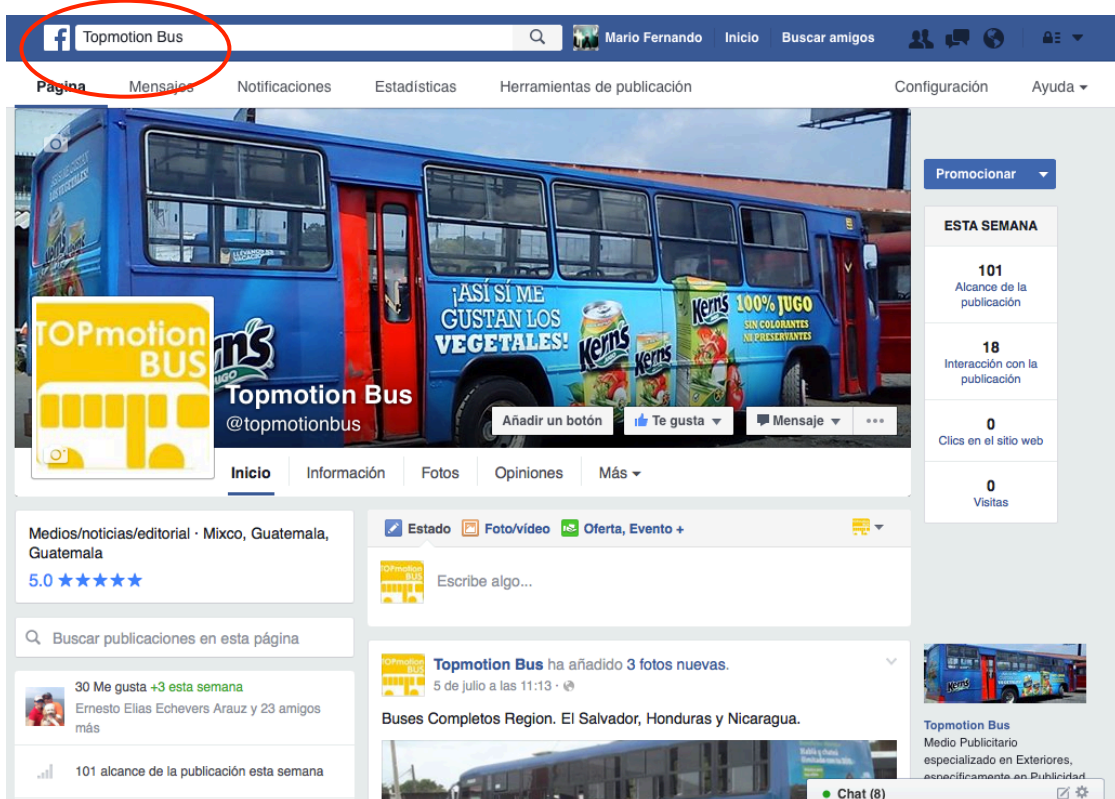 Topmotion Bus
Mario Fernando Inicio Buscar amigos
Página Mensajes Notificaciones Estadísticas Herramientas de publicación Configuración Ayuda
¡ASÍ SÍ ME
GUSTAN LOS
VEGETALES!
Kern's
Kern's
Kern's
100% JUGO
SIN COLORANTES
NI PRESERVANTES
TOPmotion
BUS
Topmotion Bus
@topmotionbus
Añadir un botón Te gusta Mensaje
Inicio Información Fotos Opiniones Más
Promocionar
ESTA SEMANA
101
Alcance de la
publicación
18
Interacción con la
publicación
0
Clics en el sitio web
0
Visitas
Medios/noticias/editorial · Mixco, Guatemala,
Guatemala
5.0
Buscar publicaciones en esta página
30 Me gusta +3 esta semana
Ernesto Elias Echevers Arauz y 23 amigos
más
101 alcance de la publicación esta semana
Estado Foto/vídeo Oferta, Evento +
Escribe algo...
Topmotion Bus ha añadido 3 fotos nuevas.
5 de julio a las 11:13 ·
Buses Completos Region. El Salvador, Honduras y Nicaragua.
Kern's
Topmotion Bus
Medio Publicitario
especializado en Exteriores,
específicamente en Publicidad
Chat (8)